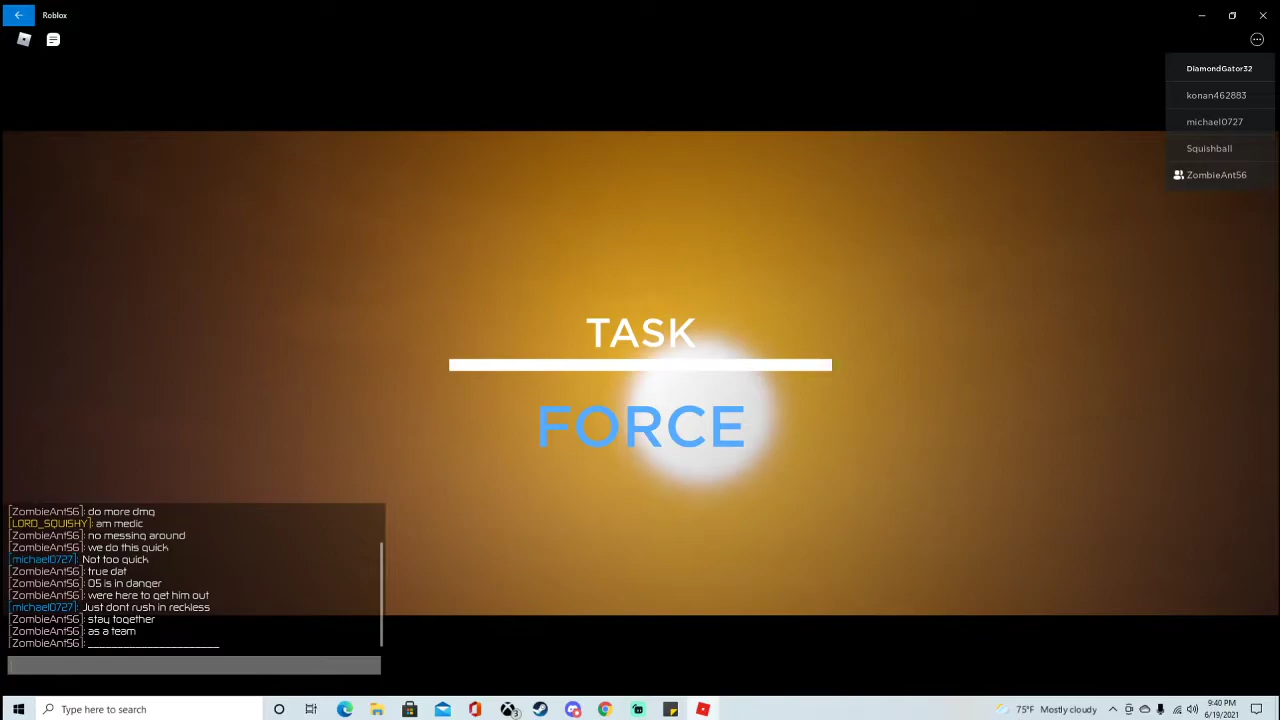 Roblox
DiamondGator32
konan462883
michael0727
Squishball
ZombieAnt56
TASK
FORCE
[ZombieAnt56]: do more dmg
[LORD_SQUISHY]: am medic
[ZombieAnt56]: no messing around
[ZombieAnt56]: we do this quick
[michael0727]: Not too quick
[ZombieAnt56]: true dat
[ZombieAnt56]: 05 is in danger
[ZombieAnt56]: were here to get him out
[michael0727]: Just dont rush in reckless
[ZombieAnt56]: stay together
[ZombieAnt56]: as a team
[ZombieAnt56]: ______________________
Type here to search
3
75°F Mostly cloudy
9:40 PM
6/19/2021